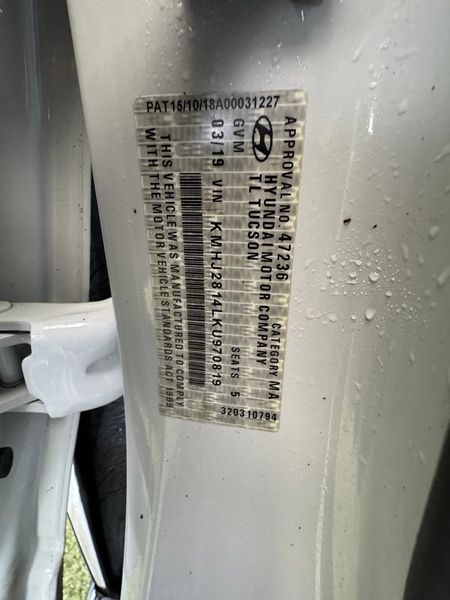 PAT15/10/18A00031227
APPROVAL NO. 47236 CATEGORY MA
HYUNDAI MOTOR COMPANY
TL TUCSON
GVM SEATS 5
03/19 VIN KMHJ2814LKU970819
THIS VEHICLE WAS MANUFACTURED TO COMPLY
WITH THE MOTOR VEHICLE STANDARDS ACT 1989
320310794